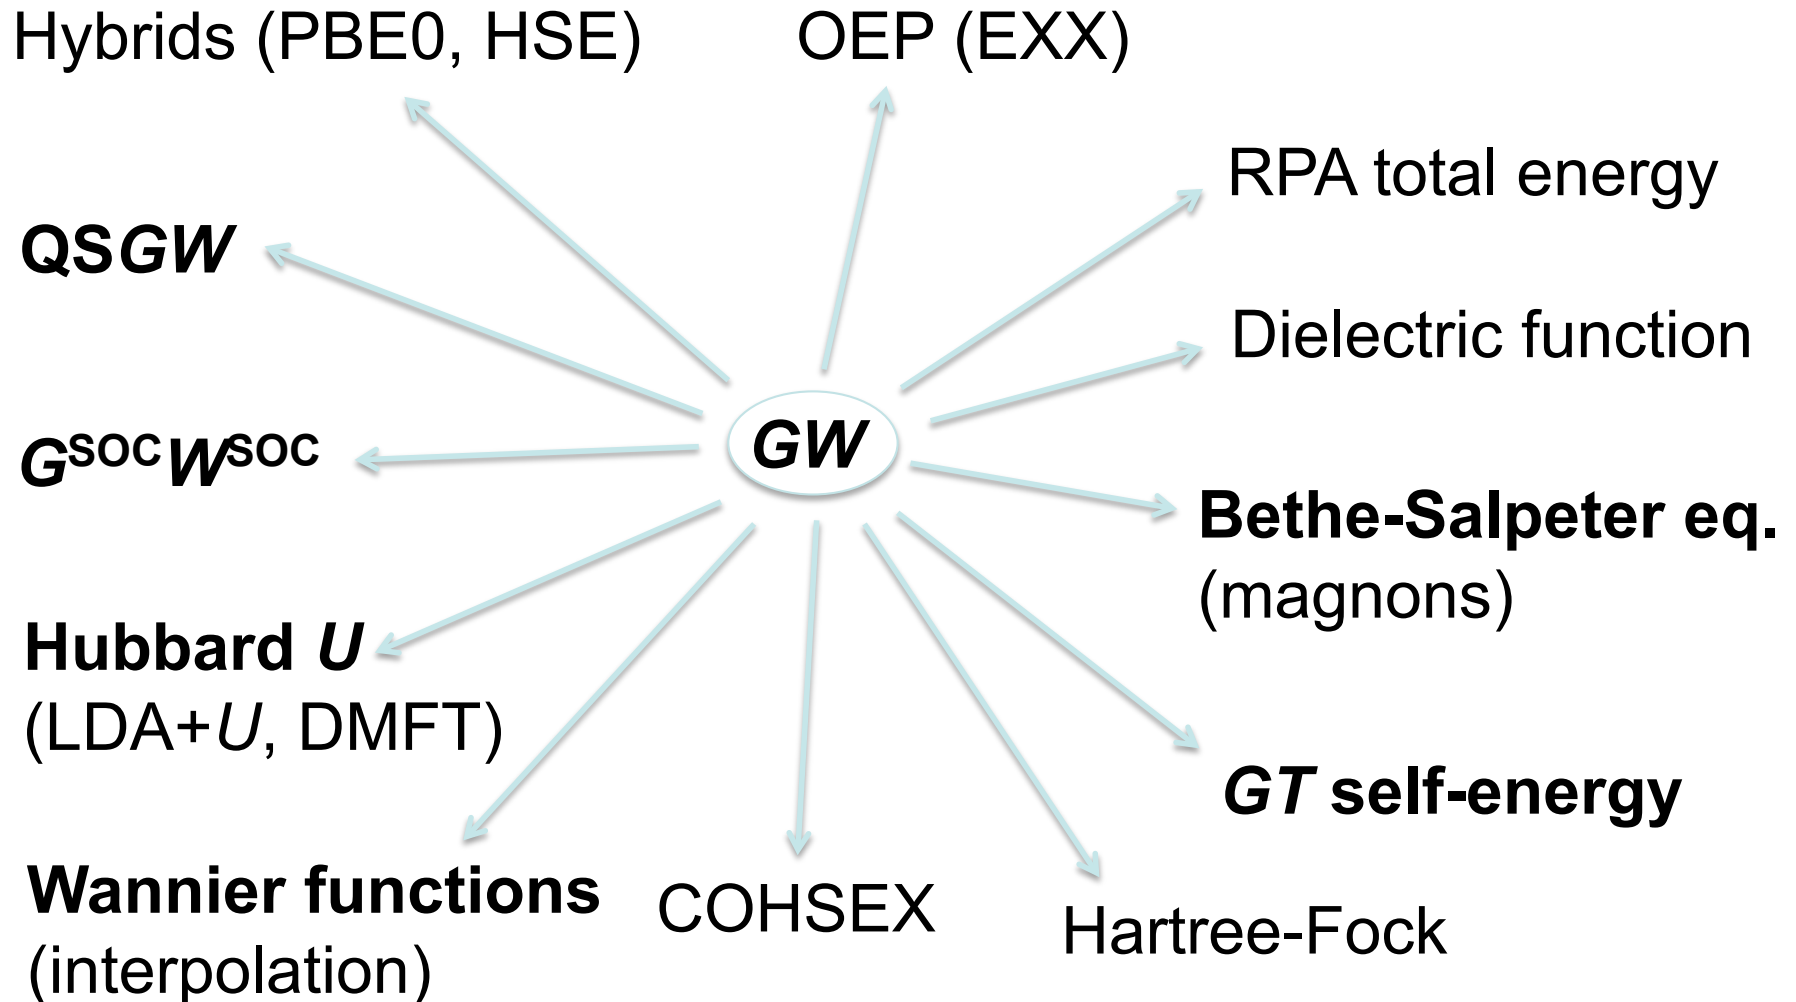 Hybrids (PBE0, HSE)
OEP (EXX)
RPA total energy
QSGW
Dielectric function
GW
GSOCWSOC
Bethe-Salpeter eq.
(magnons)
Hubbard U
(LDA+U, DMFT)
GT self-energy
Wannier functions
(interpolation)
COHSEX
Hartree-Fock